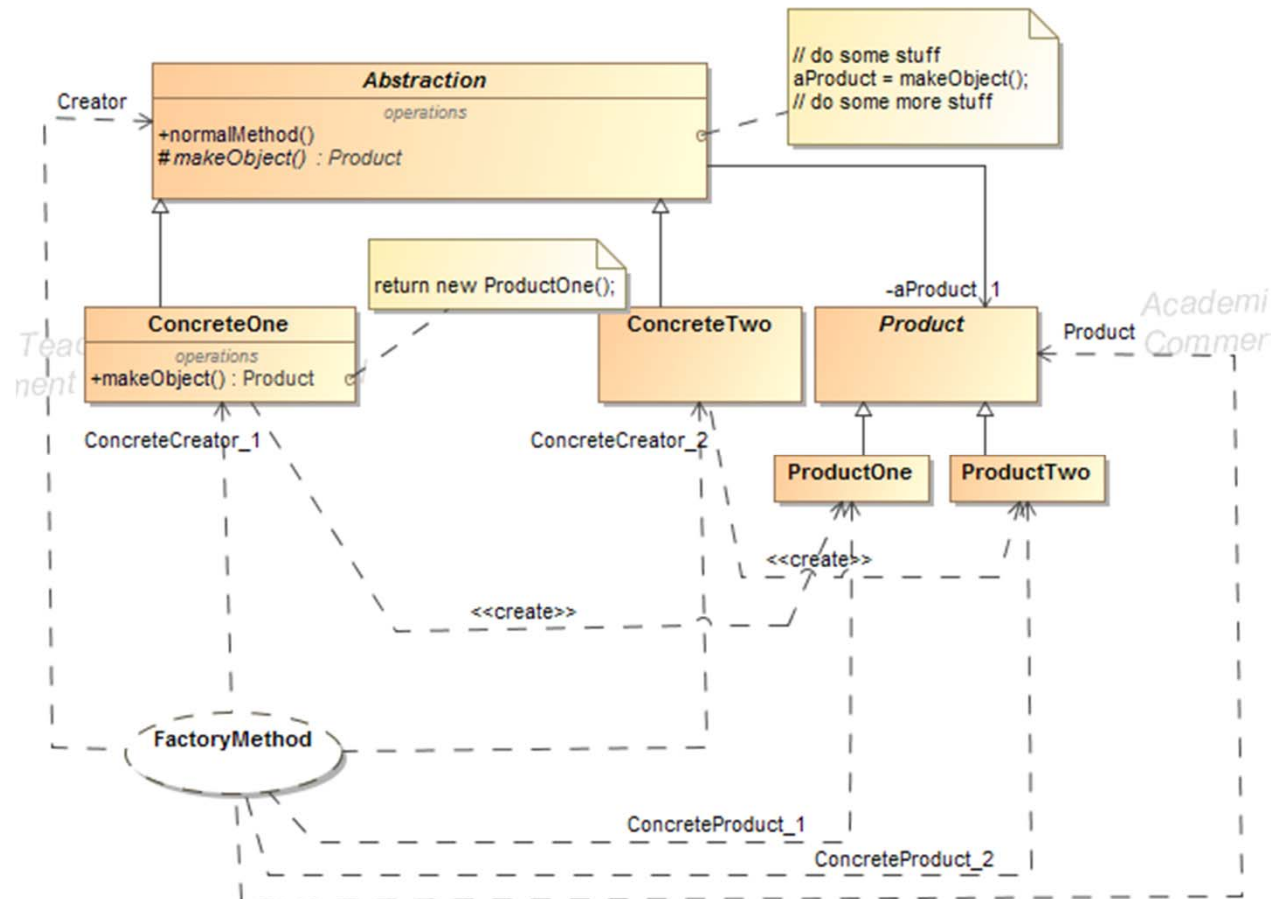 // do some stuff
aProduct = makeObject();
// do some more stuff
Abstraction
Creator
operations
+normalMethod()
#makeObject() : Product
return new ProductOne();
-aProduct 1
ConcreteOne
operations
+makeObject() : Product
ConcreteTwo
Product
Product
Academi
Commer
Tea
ment
ConcreteCreator_1
ConcreteCreator_2
ProductOne
ProductTwo
<<create>>
<<create>>
FactoryMethod
ConcreteProduct_1
ConcreteProduct_2